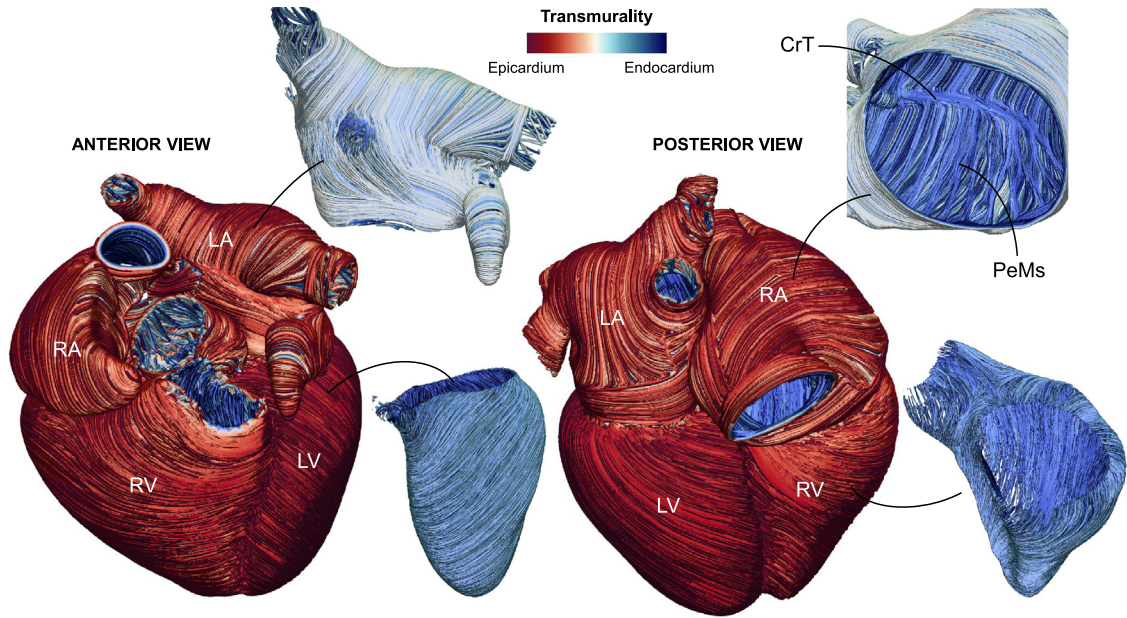 Transmurality
Epicardium Endocardium
CrT
ANTERIOR VIEW
POSTERIOR VIEW
PeMs
LA
RA
RV
LV
LA
RA
LV
RV